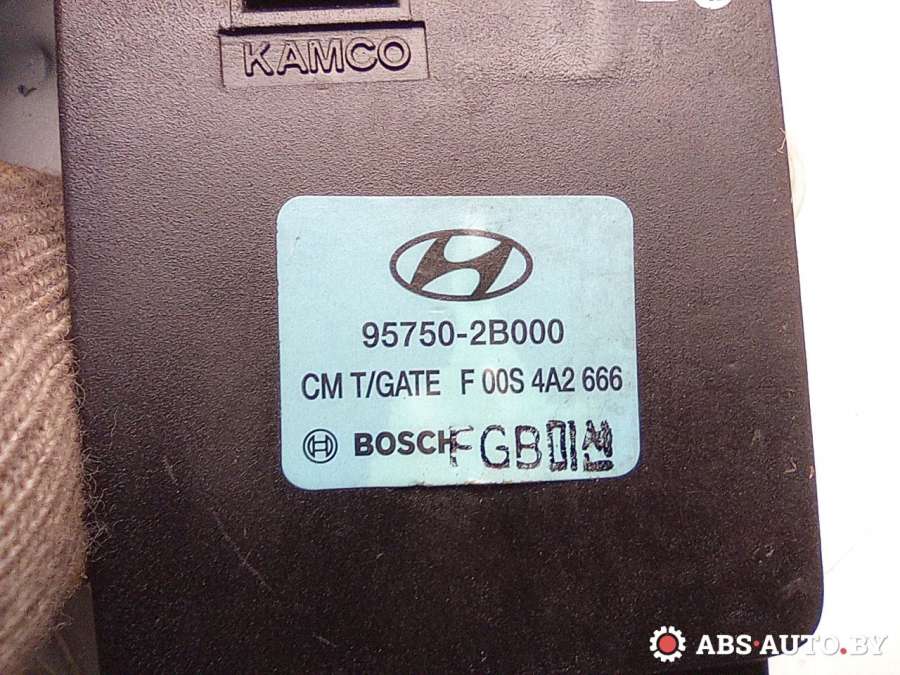 KAMCO
95750-2B000
CM T/GATE F 00S 4A2 666
BOSCH FGB미션
ABS-AUTO.BY